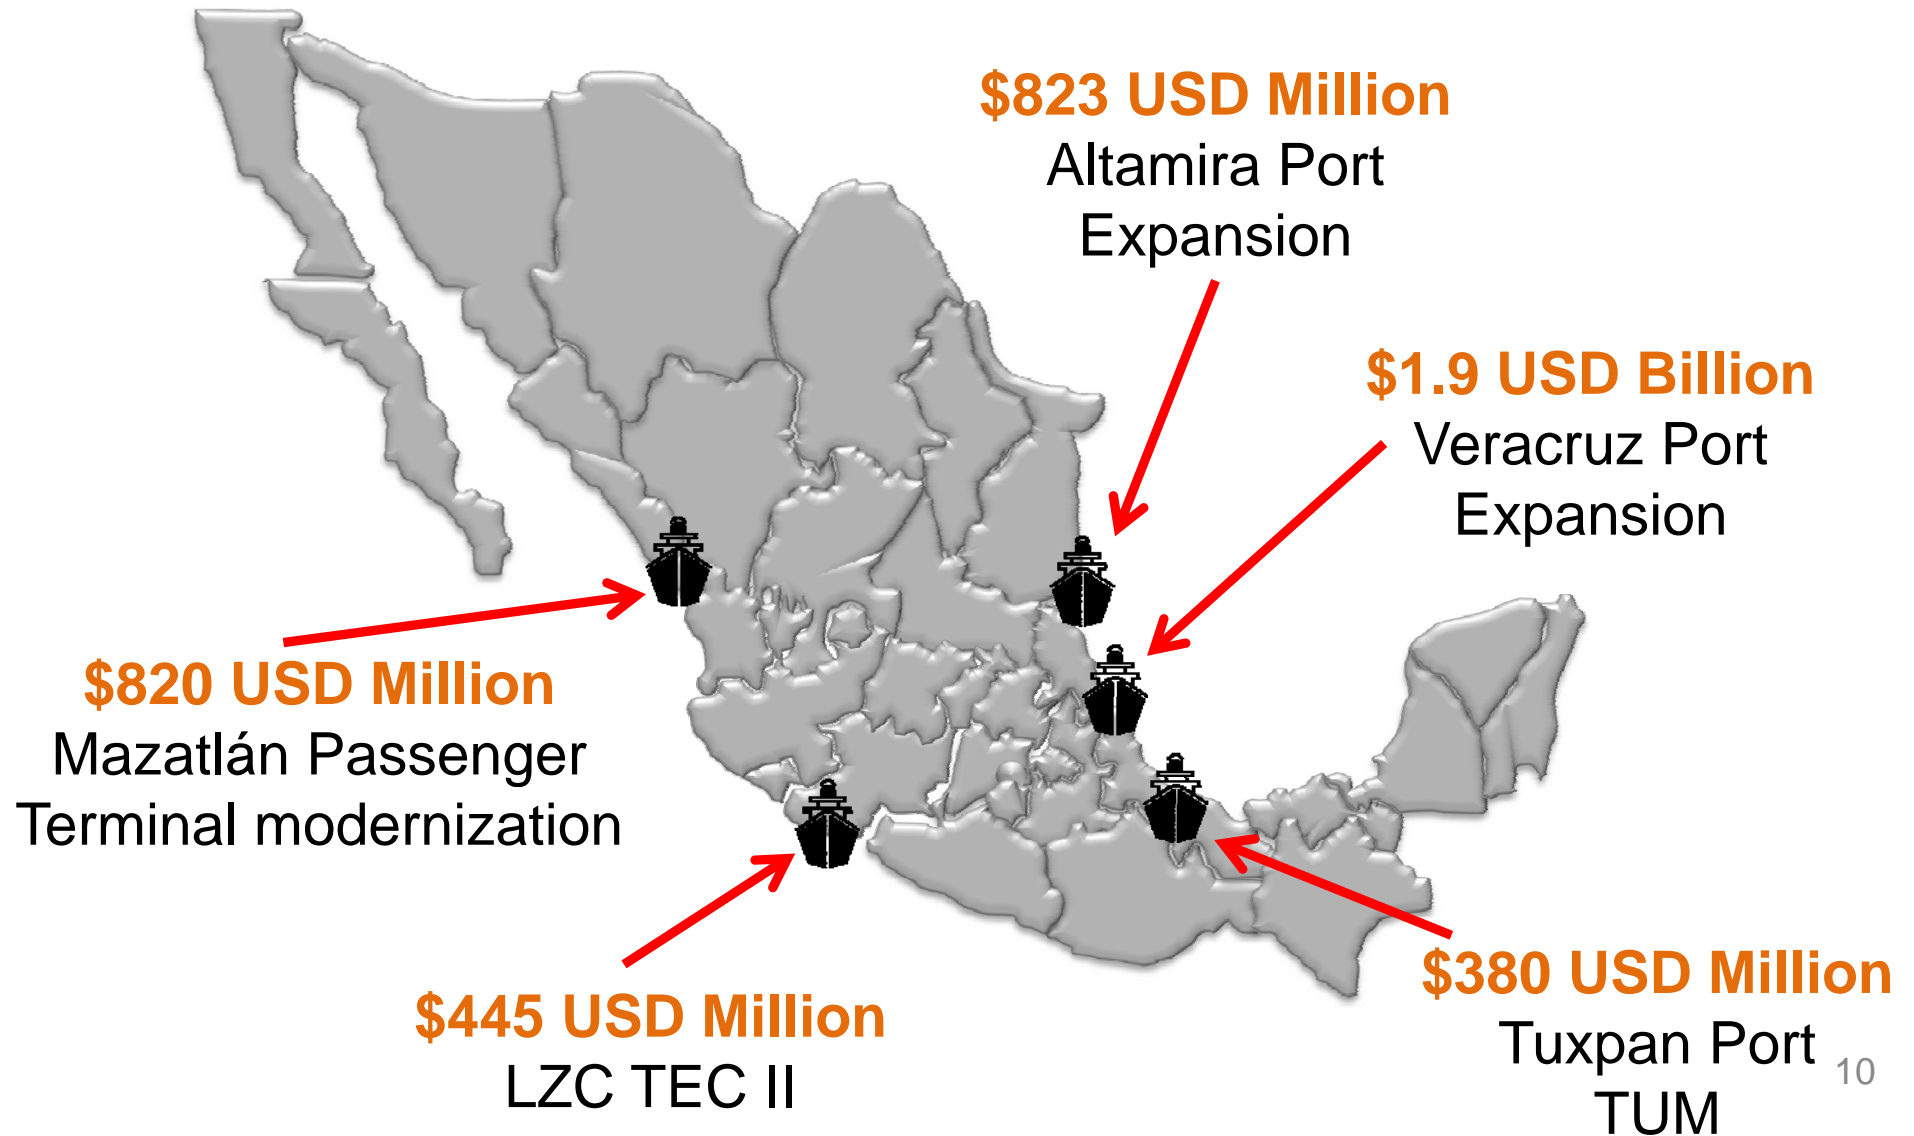 $823 USD Million
Altamira Port
Expansion
$1.9 USD Billion
Veracruz Port
Expansion
$820 USD Million
Mazatlán Passenger
Terminal modernization
$445 USD Million
LZC TEC II
$380 USD Million
Tuxpan Port
TUM
10